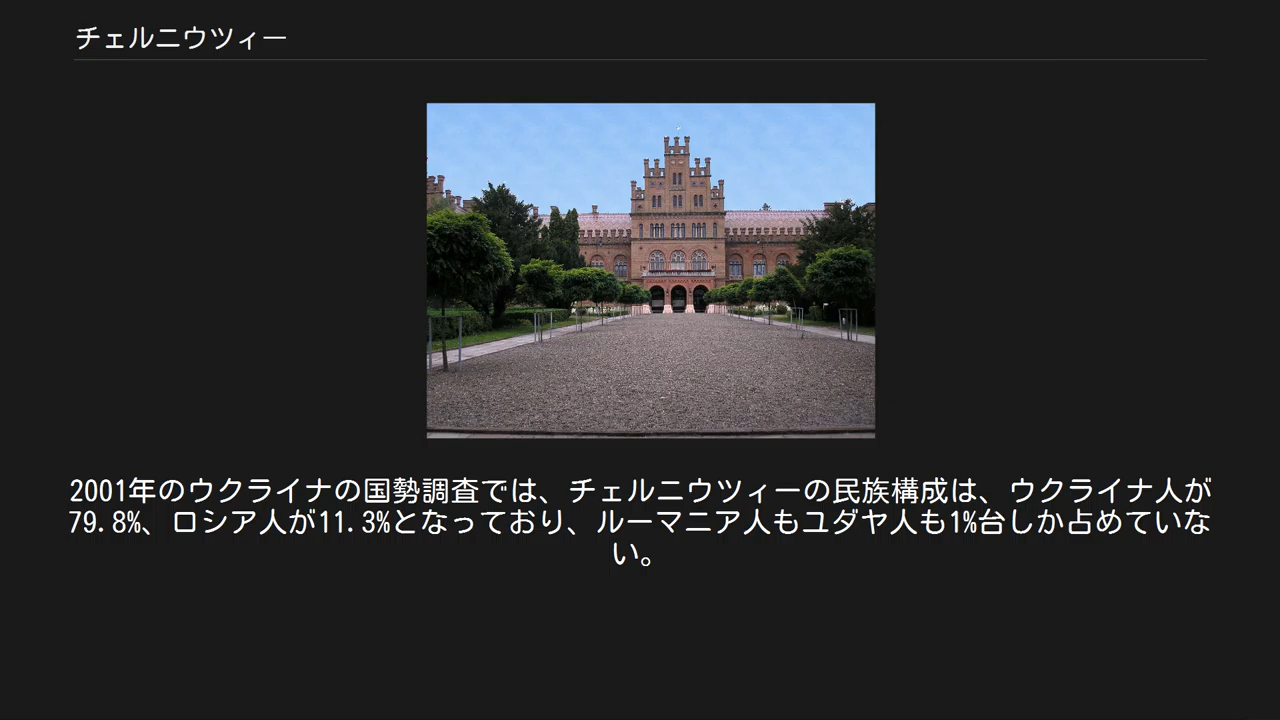 チェルニウツィー
2001年のウクライナの国勢調査では、チェルニウツィーの民族構成は、ウクライナ人が
79.8%、ロシア人が11.3%となっており、ルーマニア人もユダヤ人も1%台しか占めていな
い。